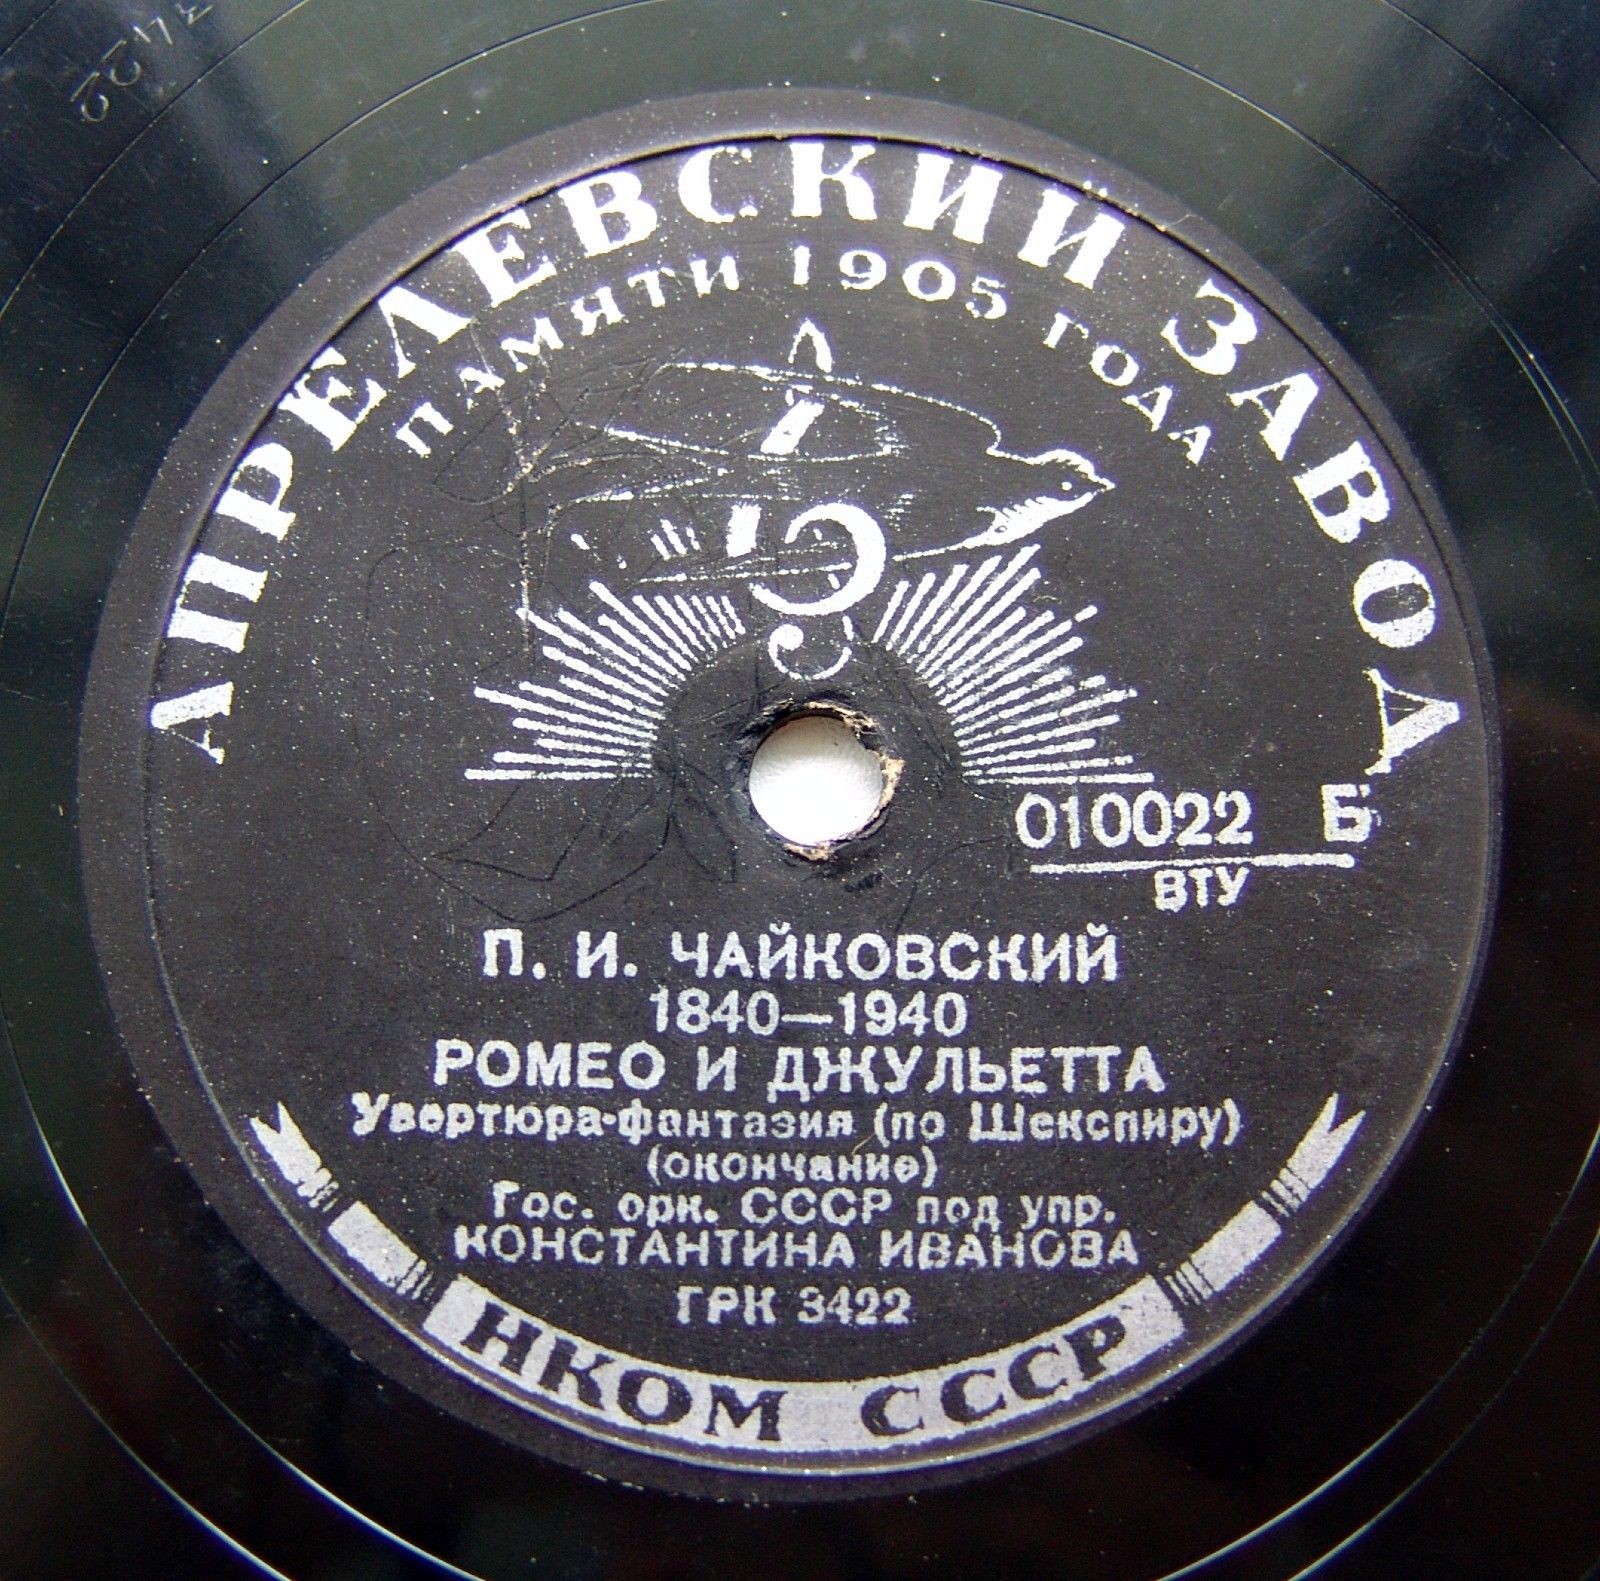 3422
АПРЕЛЕВСКИЙ ЗАВОД
ПАМЯТИ 1905 ГОДА
010022 Б
ВТУ
П. И. ЧАЙКОВСКИЙ
1840—1940
РОМЕО И ДЖУЛЬЕТТА
Увертюра-фантазия (по Шекспиру)
(окончание)
Гос. орк. СССР под упр.
КОНСТАНТИНА ИВАНОВА
ГРК 3422
НКОМ СССР